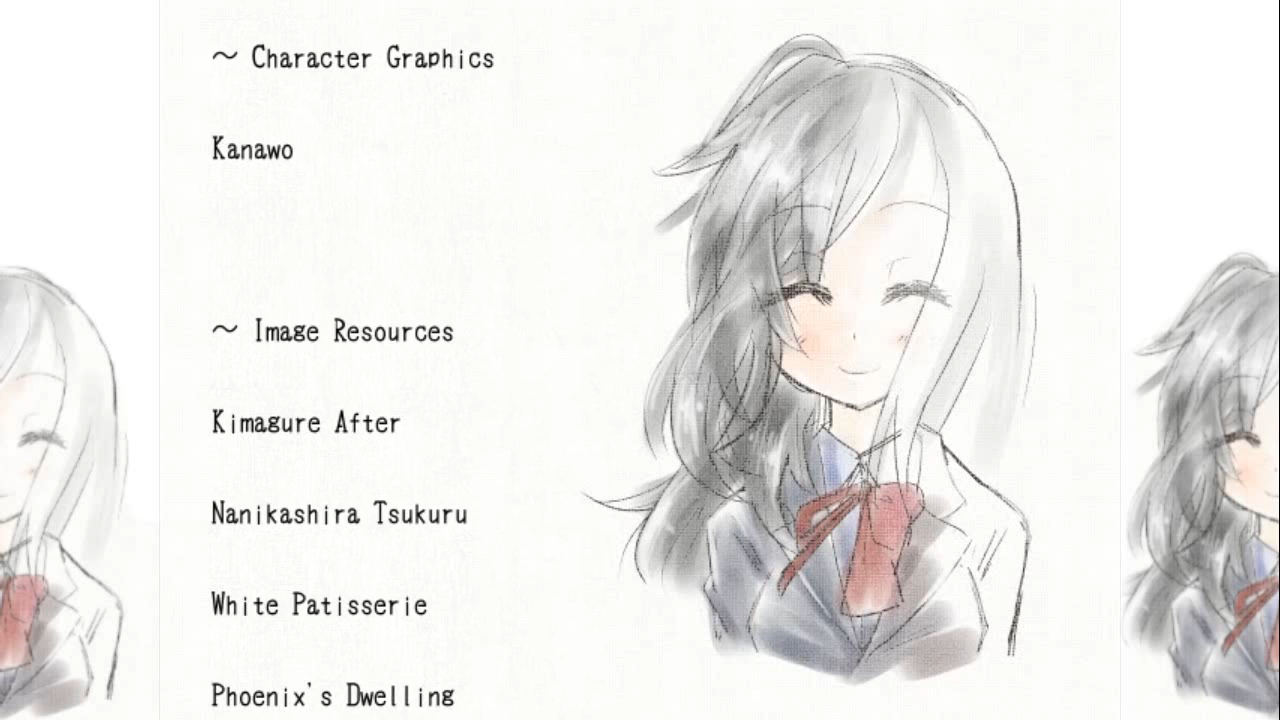 ～ Character Graphics
Kanawo
～ Image Resources
Kimagure After
Nanikashira Tsukuru
White Patisserie
Phoenix's Dwelling